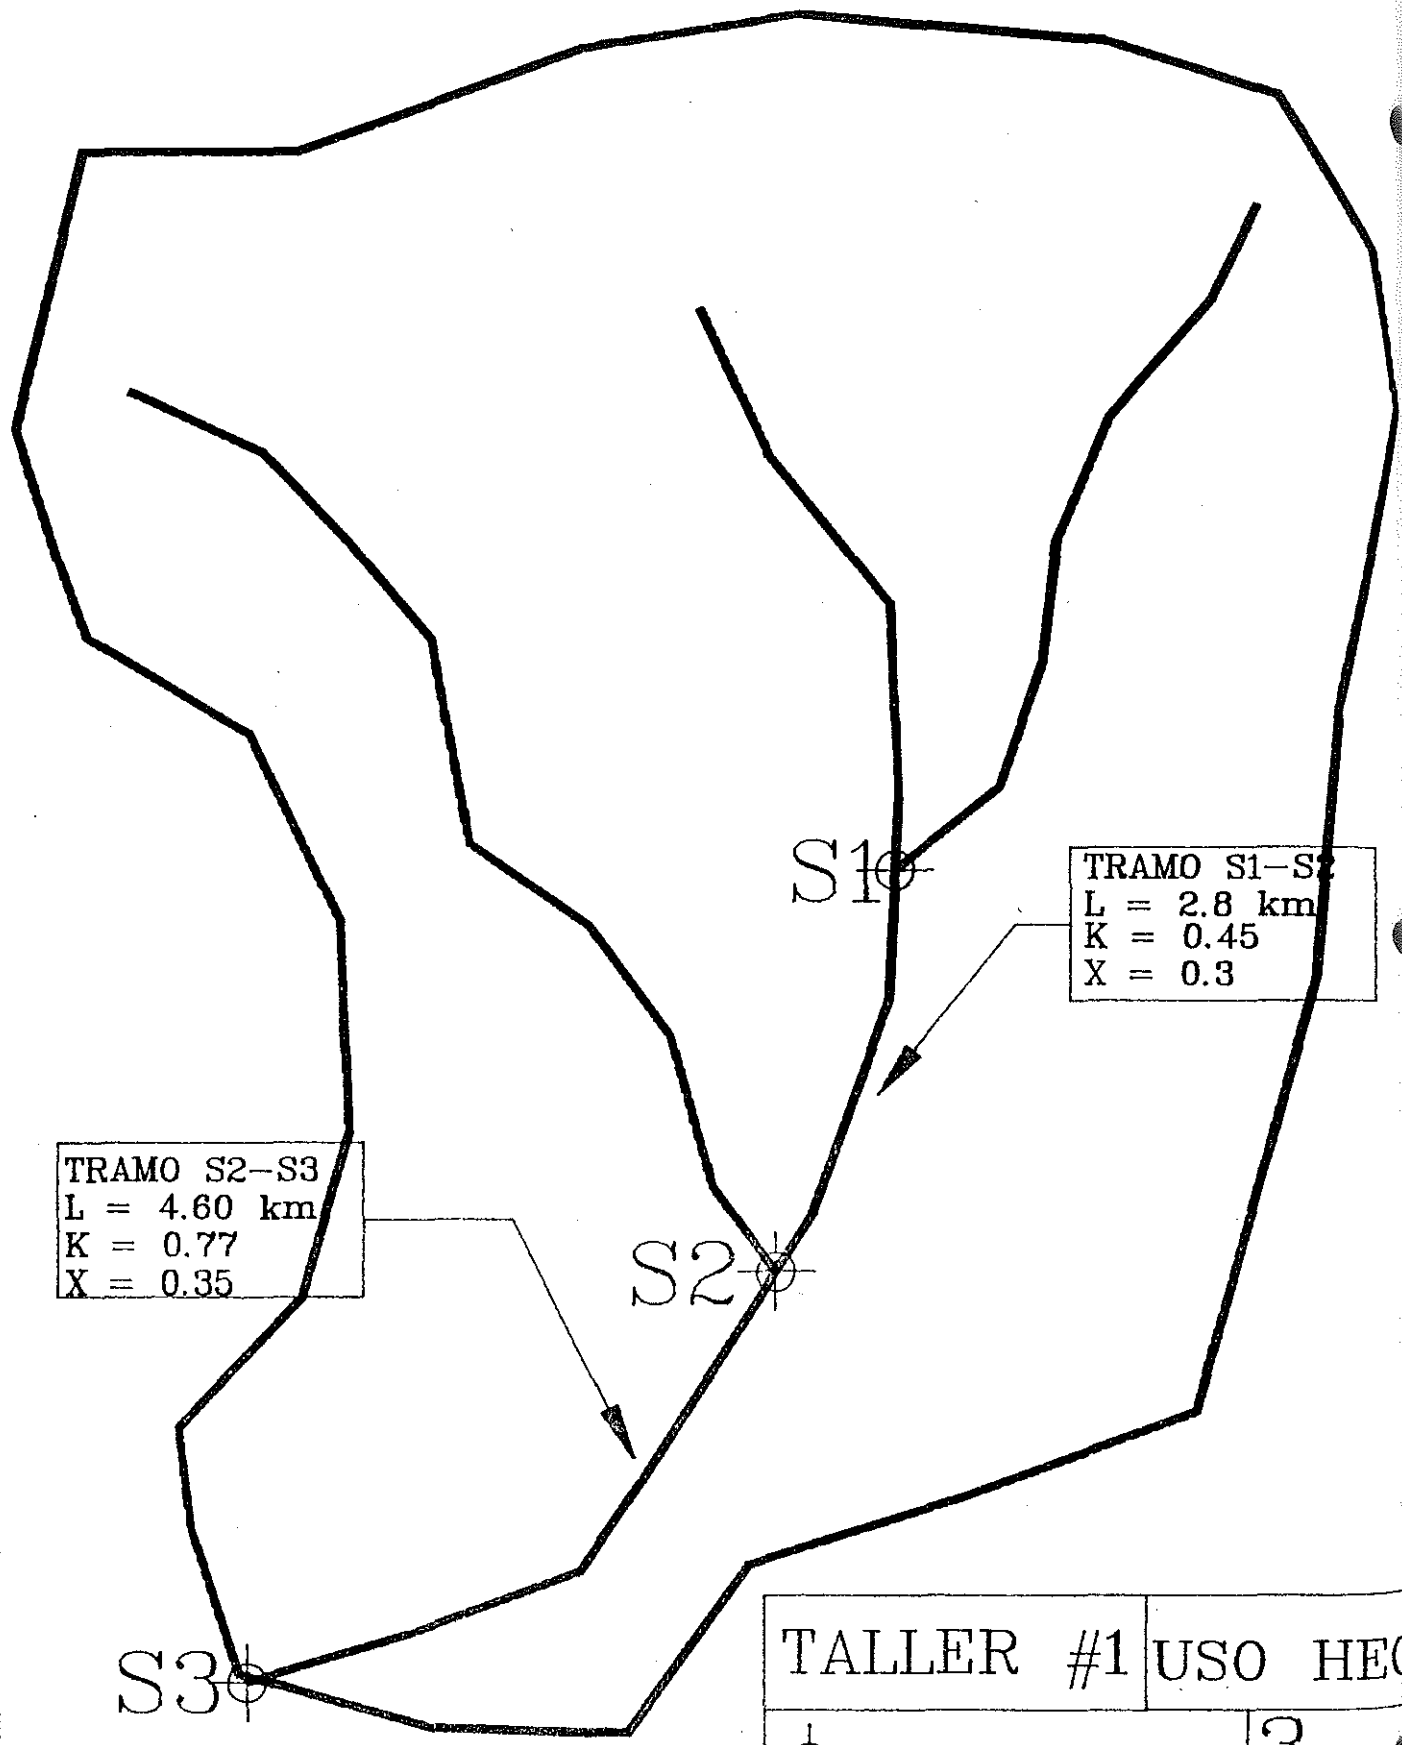 S1
TRAMO S1-S2
L = 2.8 km
K = 0.45
X = 0.3
TRAMO S2-S3
L = 4.60 km
K = 0.77
X = 0.35
S2
S3
TALLER #1
USO